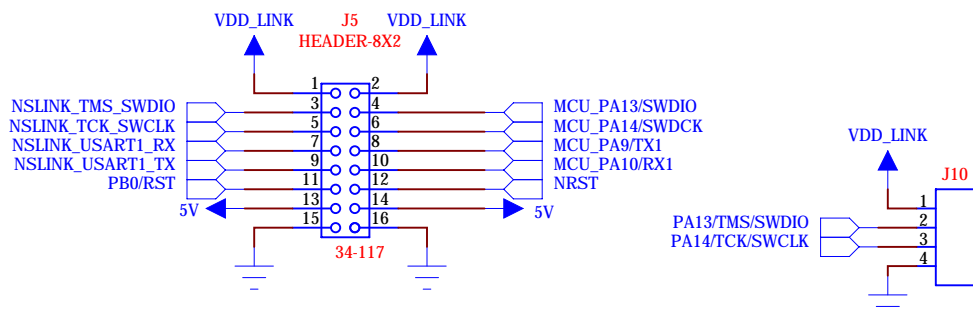 VDD_LINK J5 VDD_LINK
HEADER-8X2
1 2
NSLINK_TMS_SWDIO 3 4 MCU_PA13/SWDIO
NSLINK_TCK_SWCLK 5 6 MCU_PA14/SWDCK
NSLINK_USART1_RX 7 8 MCU_PA9/TX1
NSLINK_USART1_TX 9 10 MCU_PA10/RX1
PB0/RST 11 12 NRST
5V 13 14 5V
15 16
34-117
VDD_LINK
J10
1
PA13/TMS/SWDIO 2
PA14/TCK/SWCLK 3
4